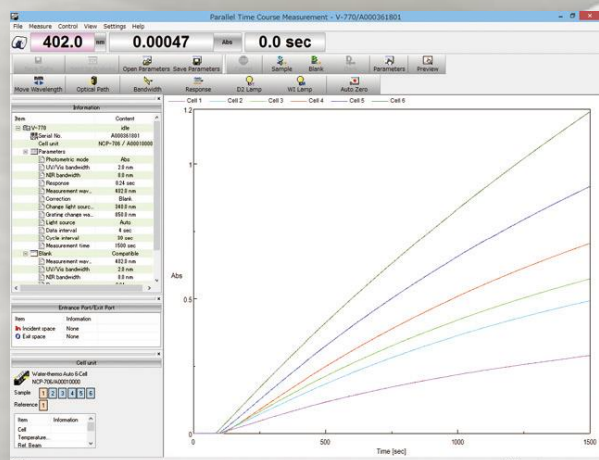 Parallel Time Course Measurement - V-770/A000361801
File Measure Control View Settings Help
402.0 nm 0.00047 Abs 0.0 sec
Open Parameters Save Parameters Sample Blank Parameters Preview
Move Wavelength Optical Path Bandwidth Response D2 Lamp WI Lamp Auto Zero
Information
Item Content
V-770 idle
Serial No. A000361801
Cell unit NCP-706 / A00010000
Parameters
Photometric mode Abs
UV/Vis bandwidth 2.0 nm
NIR bandwidth 8.0 nm
Response 0.24 sec
Measurement wav... 402.0 nm
Correction Blank
Change light sourc... 340.0 nm
Grating change wa... 850.0 nm
Light source Auto
Data interval 4 sec
Cycle interval 30 sec
Measurement time 1500 sec
Blank Compatible
Measurement wav... 402.0 nm
UV/Vis bandwidth 2.0 nm
NIR bandwidth 8.0 nm
Entrance Port/Exit Port
Item Information
Incident space None
Exit space None
Cell unit
Water-thermo Auto 6-Cell
NCP-706/A00010000
Sample 1 2 3 4 5 6
Reference 1
Item Information
Cell
Temperature...
Ref. Beam
Cell 1 Cell 2 Cell 3 Cell 4 Cell 5 Cell 6
1.2
1
Abs
0.5
0
0 500 1000 1500
Time [sec]